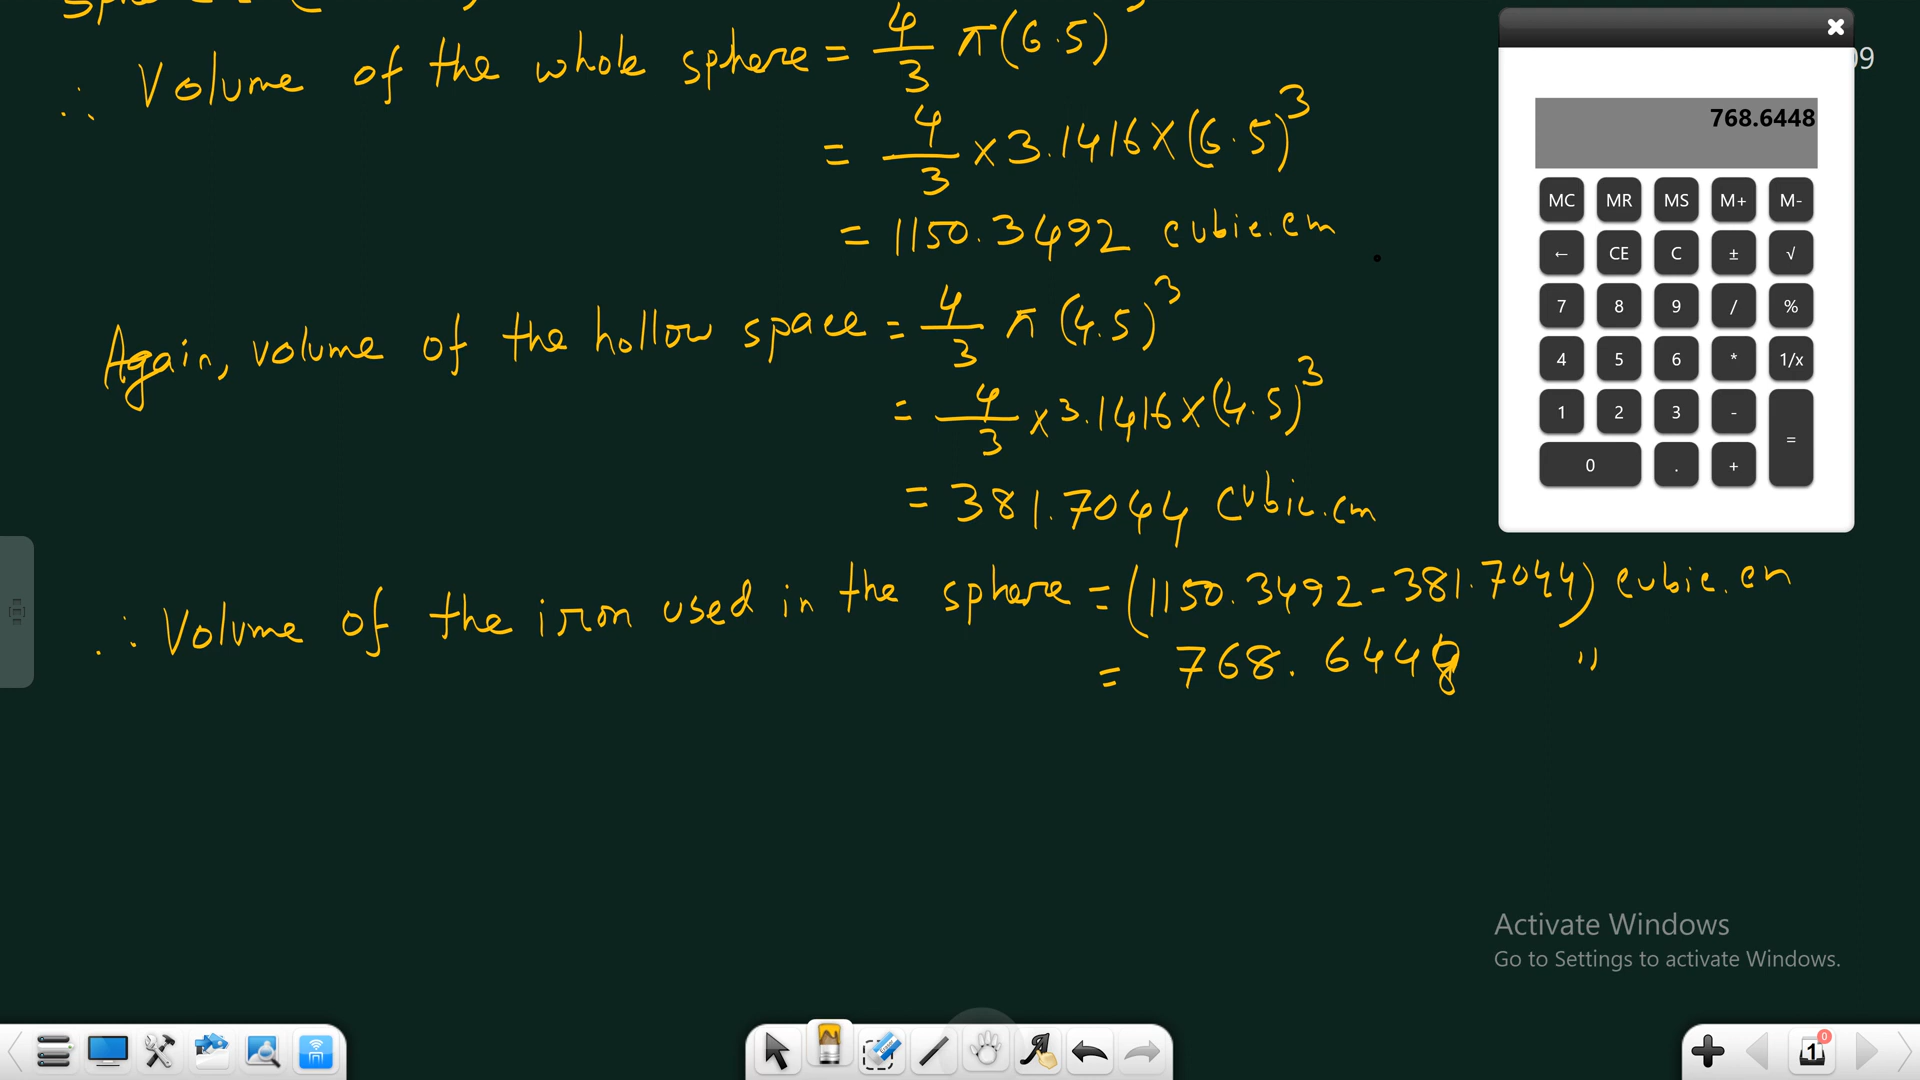 ∴ Volume of the whole sphere = 4/3 π(6.5)
= 4/3 × 3.1416 × (6.5)³
= 1150.3492 cubic.cm
Again, volume of the hollow space = 4/3 π (4.5)³
= 4/3 × 3.1416 × (4.5)³
= 381.7044 cubic.cm
∴ Volume of the iron used in the sphere = (1150.3492 - 381.7044) cubic.cm
= 768.6448 "
09
768.6448
MC MR MS M+ M-
← CE C ± √
7 8 9 / %
4 5 6 * 1/x
1 2 3 - =
0 . +
Activate Windows
Go to Settings to activate Windows.
1 0